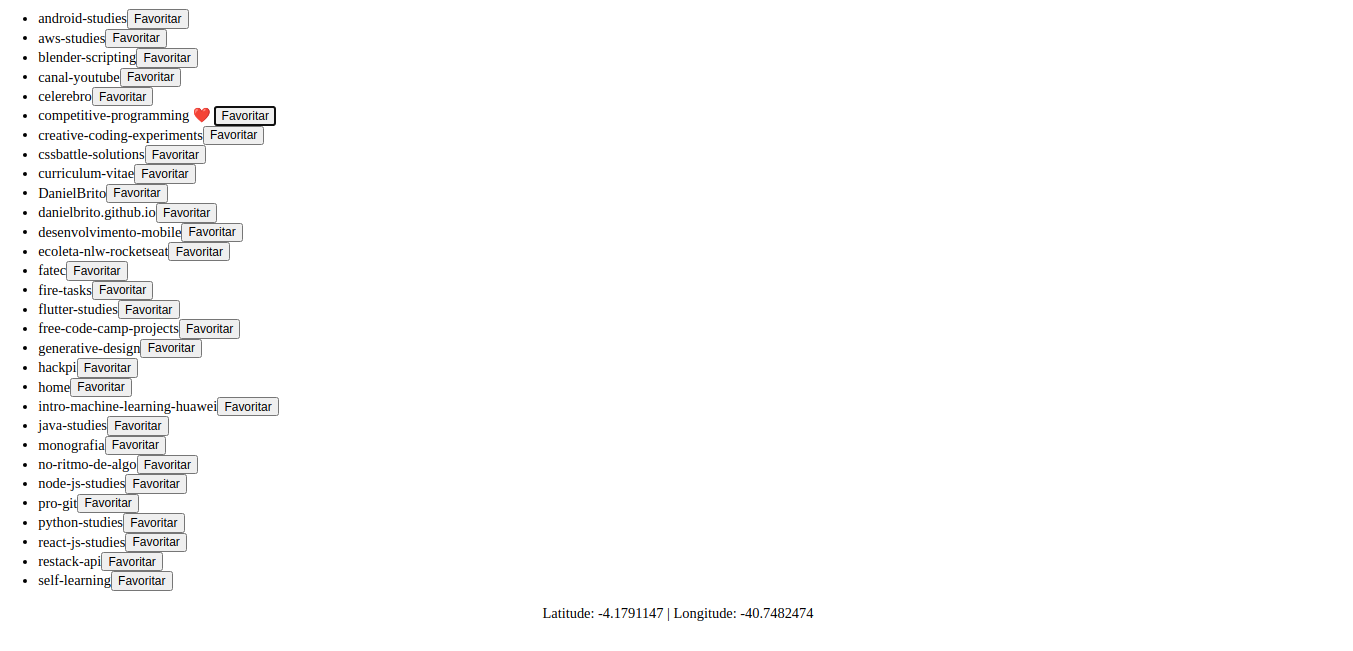 android-studies Favoritar
aws-studies Favoritar
blender-scripting Favoritar
canal-youtube Favoritar
celerebro Favoritar
competitive-programming ❤️ Favoritar
creative-coding-experiments Favoritar
cssbattle-solutions Favoritar
curriculum-vitae Favoritar
DanielBrito Favoritar
danielbrito.github.io Favoritar
desenvolvimento-mobile Favoritar
ecoleta-nlw-rocketseat Favoritar
fatec Favoritar
fire-tasks Favoritar
flutter-studies Favoritar
free-code-camp-projects Favoritar
generative-design Favoritar
hackpi Favoritar
home Favoritar
intro-machine-learning-huawei Favoritar
java-studies Favoritar
monografia Favoritar
no-ritmo-de-algo Favoritar
node-js-studies Favoritar
pro-git Favoritar
python-studies Favoritar
react-js-studies Favoritar
restack-api Favoritar
self-learning Favoritar
Latitude: -4.1791147 | Longitude: -40.7482474